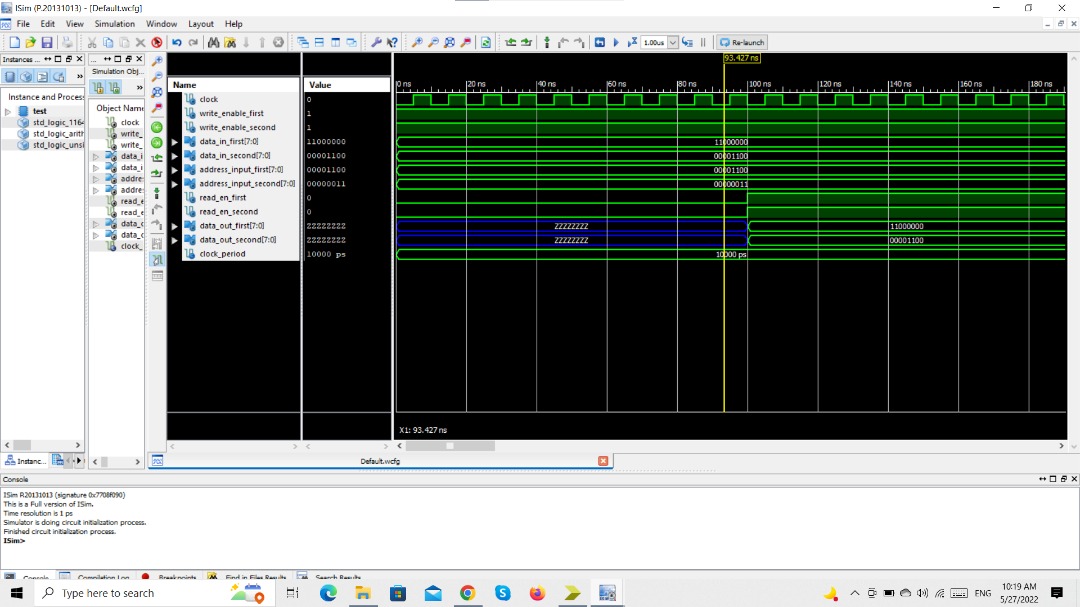 ISim (P.20131013) - [Default.wcfg]
File Edit View Simulation Window Layout Help
1.00us Re-launch
Instances ...
Simulation Obj...
Instance and Process
test
std_logic_1164
std_logic_arith
std_logic_unsi
Object Name
clock
write_
write_
data_i
data_i
addres
addres
read_e
read_e
data_o
data_o
clock_
93.427 ns
Name Value
0 ns 20 ns 40 ns 60 ns 80 ns 100 ns 120 ns 140 ns 160 ns 180 ns
clock 0
write_enable_first 1
write_enable_second 1
data_in_first[7:0] 11000000 11000000
data_in_second[7:0] 00001100 00001100
address_input_first[7:0] 00001100 00001100
address_input_second[7:0] 00000011 00000011
read_en_first 0
read_en_second 0
data_out_first[7:0] ZZZZZZZZ ZZZZZZZZ 11000000
data_out_second[7:0] ZZZZZZZZ ZZZZZZZZ 00001100
clock_period 10000 ps 10000 ps
X1: 93.427 ns
Instanc...
Default.wcfg
Console
ISim P.20131013 (signature 0x7708f090)
This is a Full version of ISim.
Time resolution is 1 ps
Simulator is doing circuit initialization process.
Finished circuit initialization process.
ISim>
Console Compilation Log Breakpoints Find in Files Results Search Results
Type here to search
ENG
10:19 AM
5/27/2022